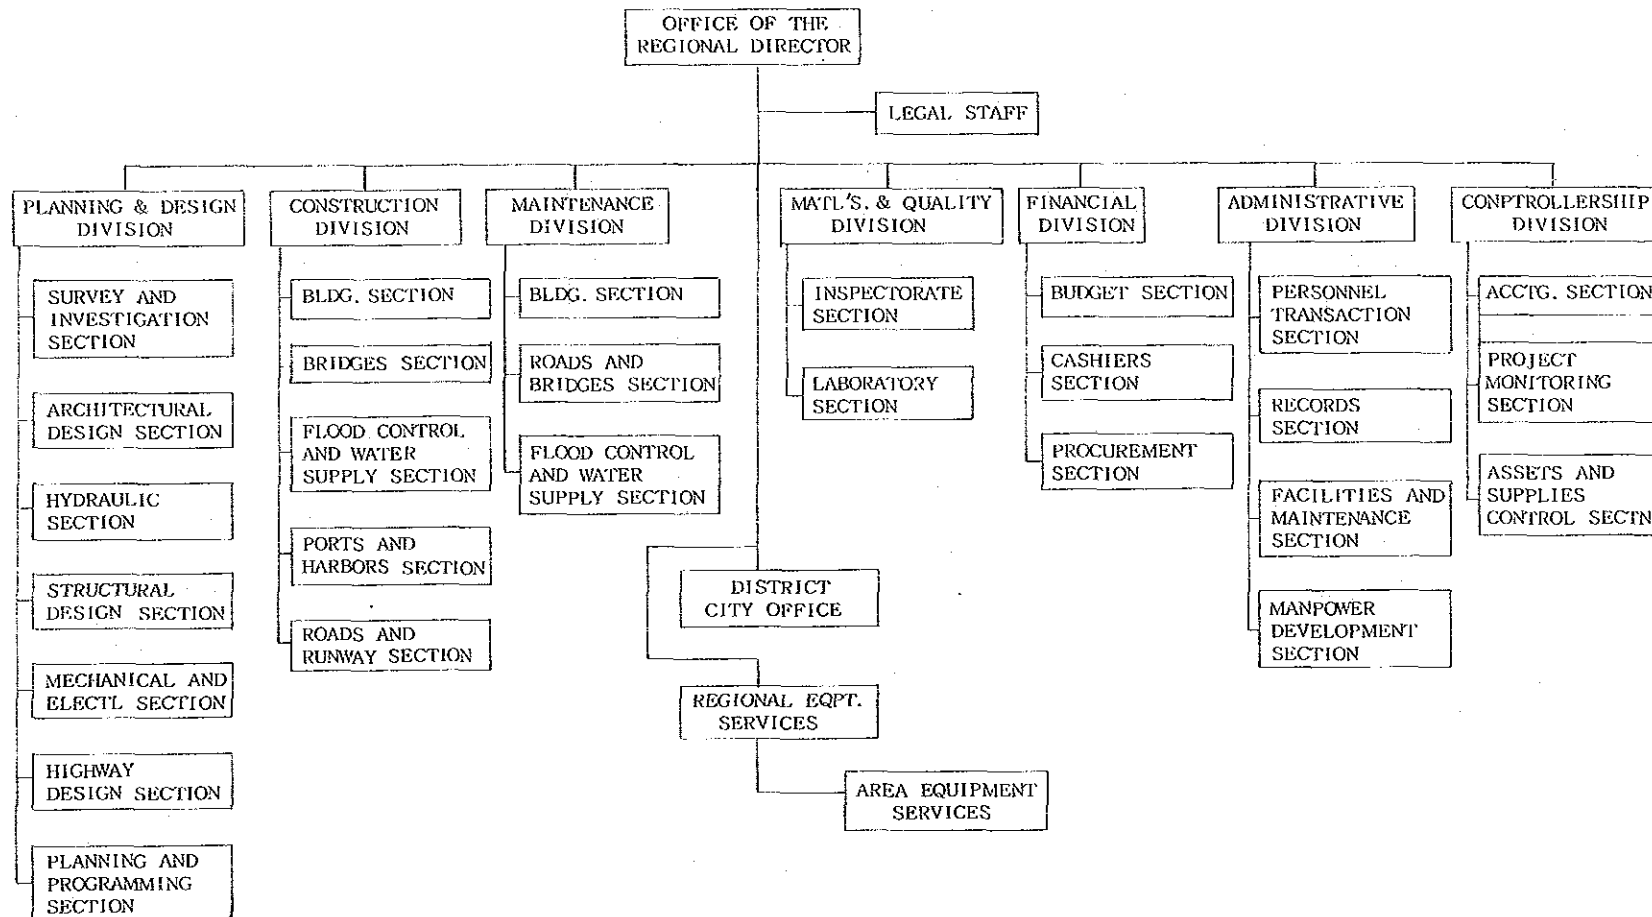 OFFICE OF THE
REGIONAL DIRECTOR
LEGAL STAFF
PLANNING & DESIGN
DIVISION
SURVEY AND
INVESTIGATION
SECTION
ARCHITECTURAL
DESIGN SECTION
HYDRAULIC
SECTION
STRUCTURAL
DESIGN SECTION
MECHANICAL AND
ELECTL SECTION
HIGHWAY
DESIGN SECTION
PLANNING AND
PROGRAMMING
SECTION
CONSTRUCTION
DIVISION
BLDG. SECTION
BRIDGES SECTION
FLOOD CONTROL
AND WATER
SUPPLY SECTION
PORTS AND
HARBORS SECTION
ROADS AND
RUNWAY SECTION
MAINTENANCE
DIVISION
BLDG. SECTION
ROADS AND
BRIDGES SECTION
FLOOD CONTROL
AND WATER
SUPPLY SECTION
MATL'S. & QUALITY
DIVISION
INSPECTORATE
SECTION
LABORATORY
SECTION
FINANCIAL
DIVISION
BUDGET SECTION
CASHIERS
SECTION
PROCUREMENT
SECTION
ADMINISTRATIVE
DIVISION
PERSONNEL
TRANSACTION
SECTION
RECORDS
SECTION
FACILITIES AND
MAINTENANCE
SECTION
MANPOWER
DEVELOPMENT
SECTION
CONPTROLLERSHIP
DIVISION
ACCTG. SECTION
PROJECT
MONITORING
SECTION
ASSETS AND
SUPPLIES
CONTROL SECTN
DISTRICT
CITY OFFICE
REGIONAL EQPT.
SERVICES
AREA EQUIPMENT
SERVICES